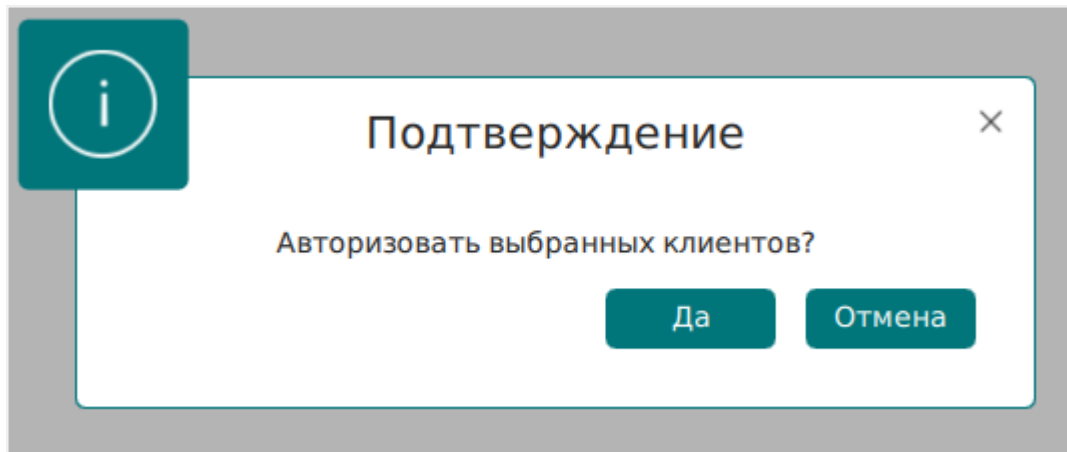 Подтверждение
Авторизовать выбранных клиентов?
Да
Отмена